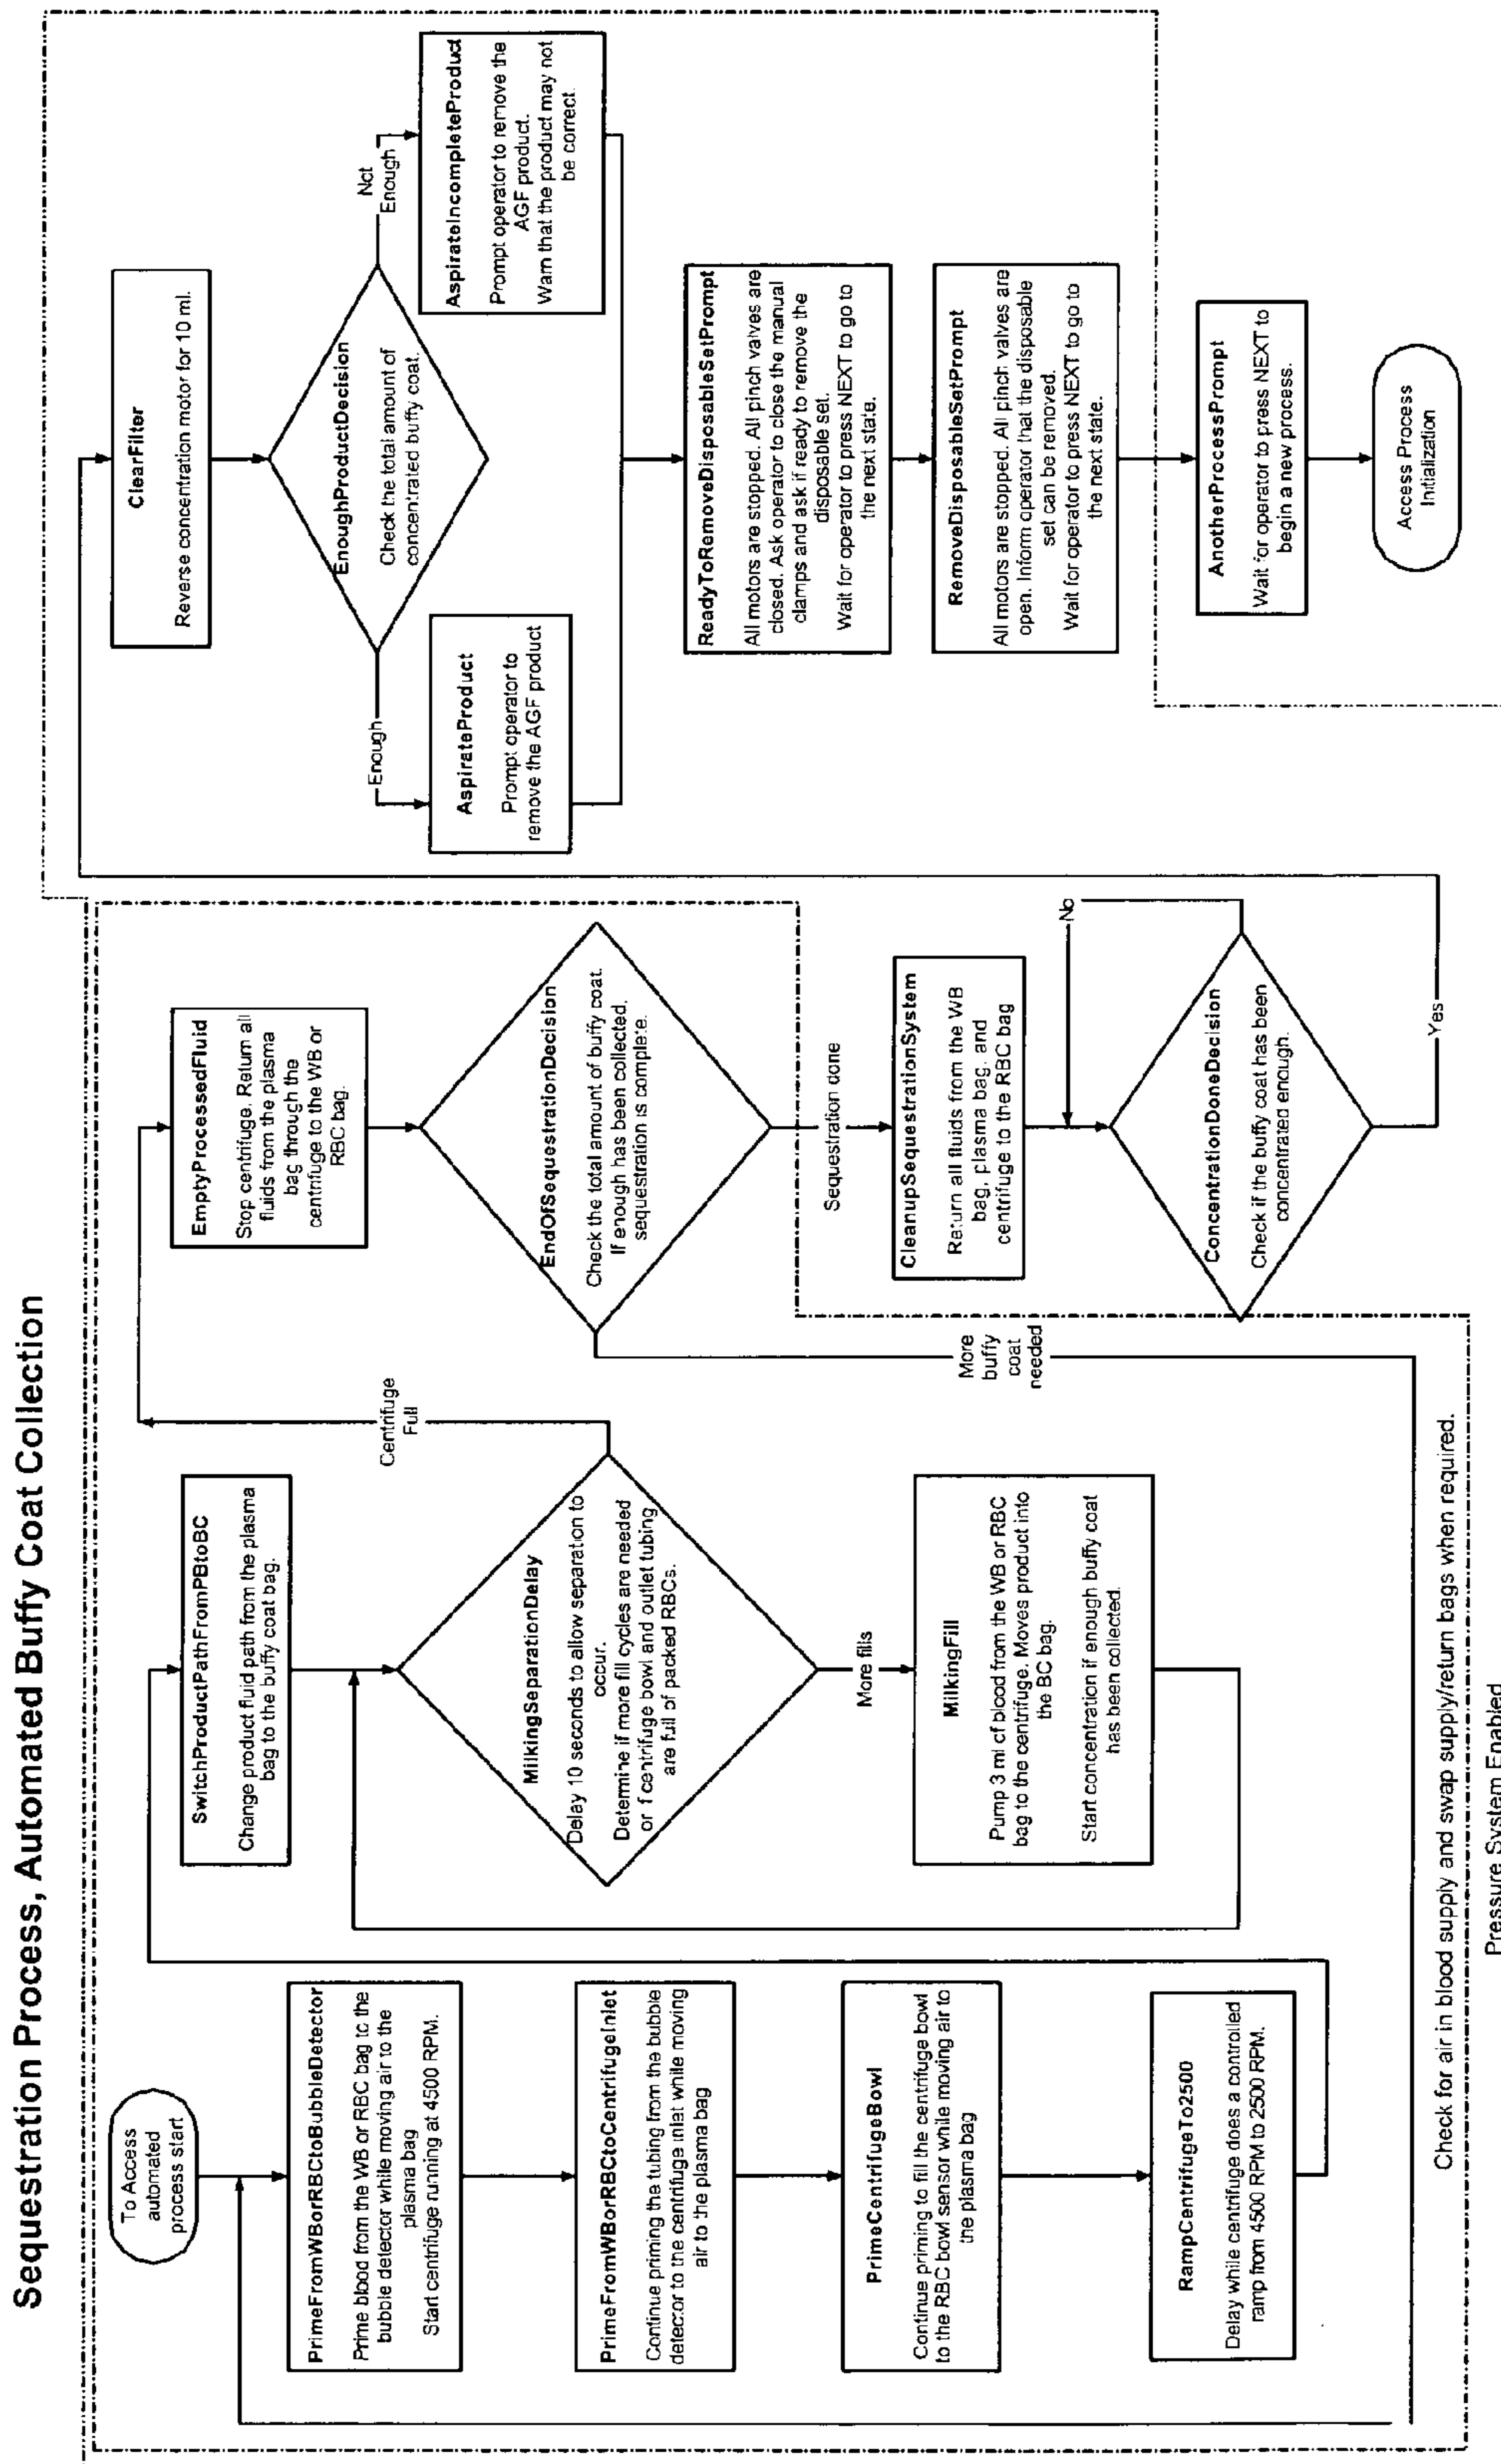 Sequestration Process, Automated Buffy Coat Collection
To Access
automated
process start
PrimeFromWBorRBCtoBubbleDetector
Prime blood from the WB or RBC bag to the
bubble detector while moving air to the
plasma bag
Start centrifuge running at 4500 RPM.
PrimeFromWBorRBCtoCentrifugeInlet
Continue priming the tubing from the bubble
detector to the centrifuge inlet while moving
air to the plasma bag
PrimeCentrifugeBowl
Continue priming to fill the centrifuge bowl
to the RBC bowl sensor while moving air to
the plasma bag
RampCentrifugeTo2500
Delay while centrifuge does a controlled
ramp from 4500 RPM to 2500 RPM.
SwitchProductPathFromPBtoBC
Change product fluid path from the plasma
bag to the buffy coat bag.
MilkingSeparationDelay
Delay 10 seconds to allow separation to
occur.
Determine if more fill cycles are needed
or if centrifuge bowl and outlet tubing
are full of packed RBCs.
Centrifuge
Full
More fills
MilkingFill
Pump 3 ml of blood from the WB or RBC
bag to the centrifuge. Moves product into
the BC bag.
Start concentration if enough buffy coat
has been collected.
EmptyProcessedFluid
Stop centrifuge. Return all
fluids from the plasma
bag through the
centrifuge to the WB or
RBC bag.
EndOfSequestrationDecision
Check the total amount of buffy coat.
If enough has been collected,
sequestration is complete.
More
buffy
coat
needed
Sequestration done
CleanupSequestrationSystem
Return all fluids from the WB
bag, plasma bag, and
centrifuge to the RBC bag
No
ConcentrationDoneDecision
Check if the buffy coat has been
concentrated enough.
Yes
ClearFilter
Reverse concentration motor for 10 ml.
EnoughProductDecision
Check the total amount of
concentrated buffy coat.
Enough
Not
Enough
AspirateProduct
Prompt operator to
remove the AGF product
AspirateIncompleteProduct
Prompt operator to remove the
AGF product.
Warn that the product may not
be correct.
ReadyToRemoveDisposableSetPrompt
All motors are stopped. All pinch valves are
closed. Ask operator to close the manual
clamps and ask if ready to remove the
disposable set.
Wait for operator to press NEXT to go to
the next state.
RemoveDisposableSetPrompt
All motors are stopped. All pinch valves are
open. Inform operator that the disposable
set can be removed.
Wait for operator to press NEXT to go to
the next state.
AnotherProcessPrompt
Wait for operator to press NEXT to
begin a new process.
Access Process
Initialization
Check for air in blood supply and swap supply/return bags when required.
Pressure System Enabled